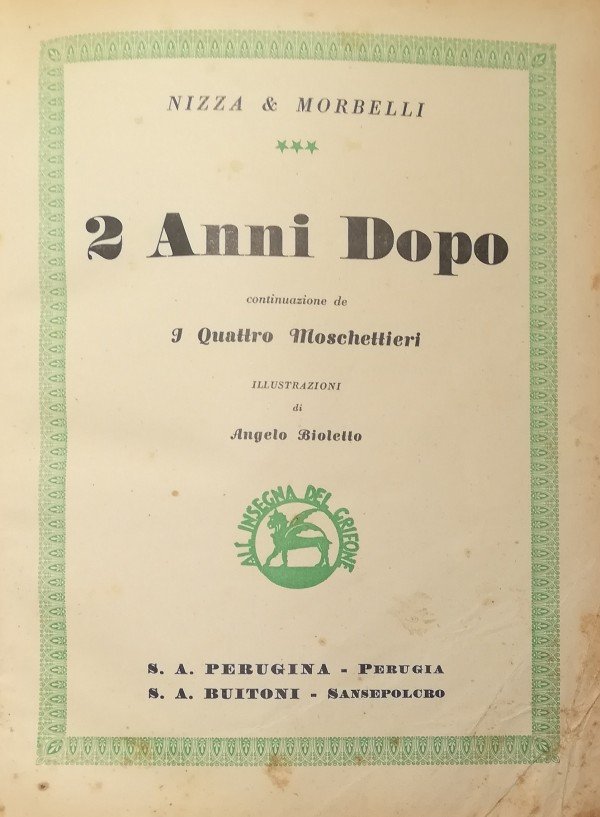 NIZZA & MORBELLI
2 Anni Dopo
continuazione de
I Quattro Moschettieri
ILLUSTRAZIONI
di
Angelo Bioletto
ALL'INSEGNA DEL GRIFONE
S. A. PERUGINA - PERUGIA
S. A. BUITONI - SANSEPOLCRO